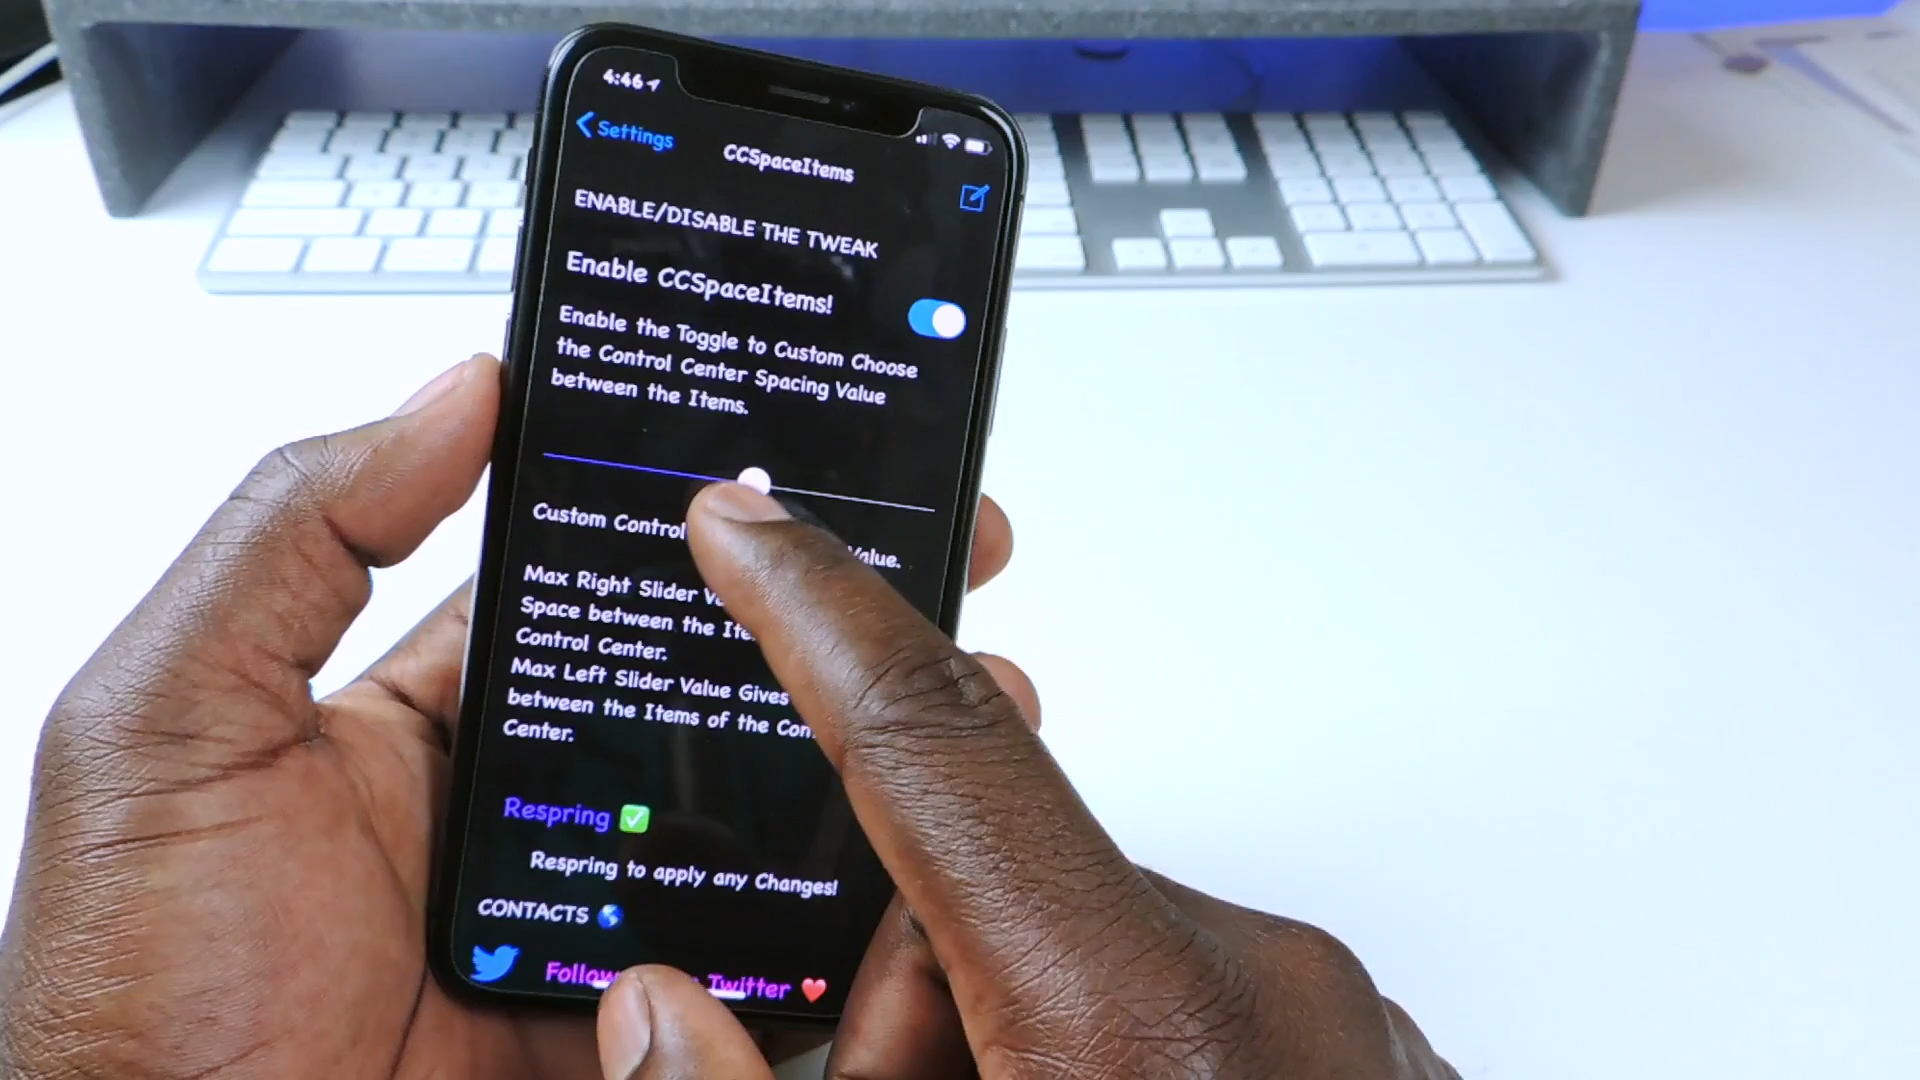 4:46
Settings
CCSpaceItems
ENABLE/DISABLE THE TWEAK
Enable CCSpaceItems!
Enable the Toggle to Custom Choose
the Control Center Spacing Value
between the Items.
Custom Control Value.
Max Right Slider
Space between the
Control Center.
Max Left Slider Value Gives
between the Items of the
Center.
Respring ✅
Respring to apply any Changes!
CONTACTS 🌎
Follow Twitter ❤️